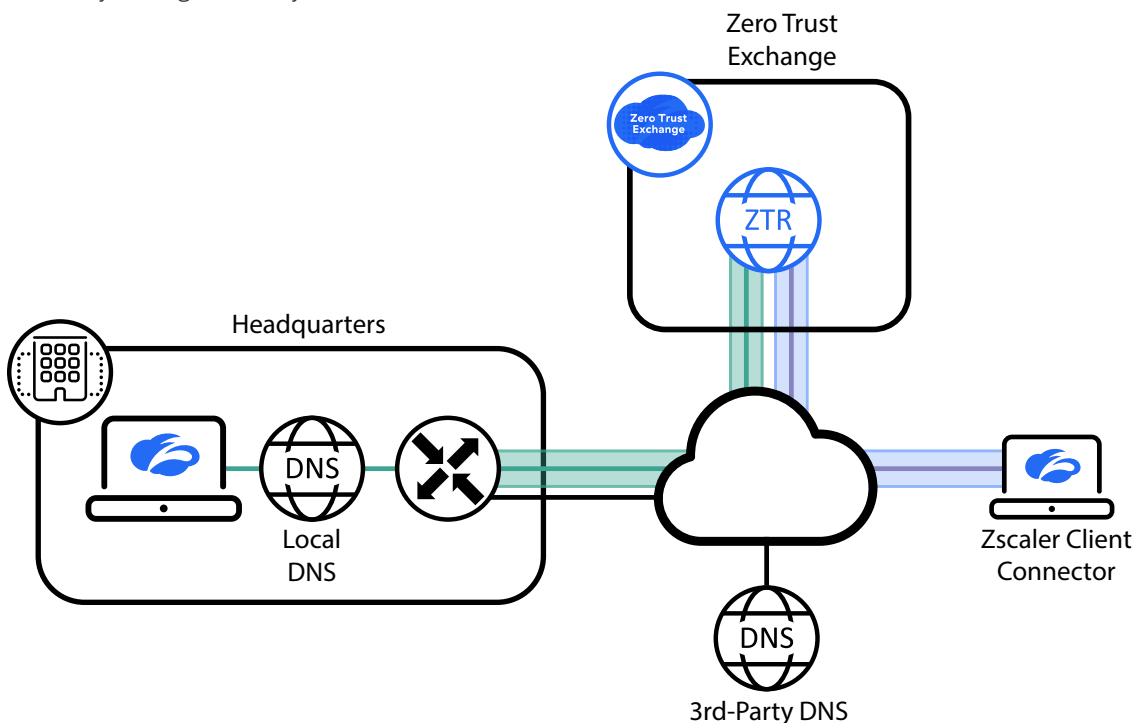 Zero Trust
Exchange
Zero Trust
Exchange
ZTR
Headquarters
DNS
Local
DNS
Zscaler Client
Connector
DNS
3rd-Party DNS